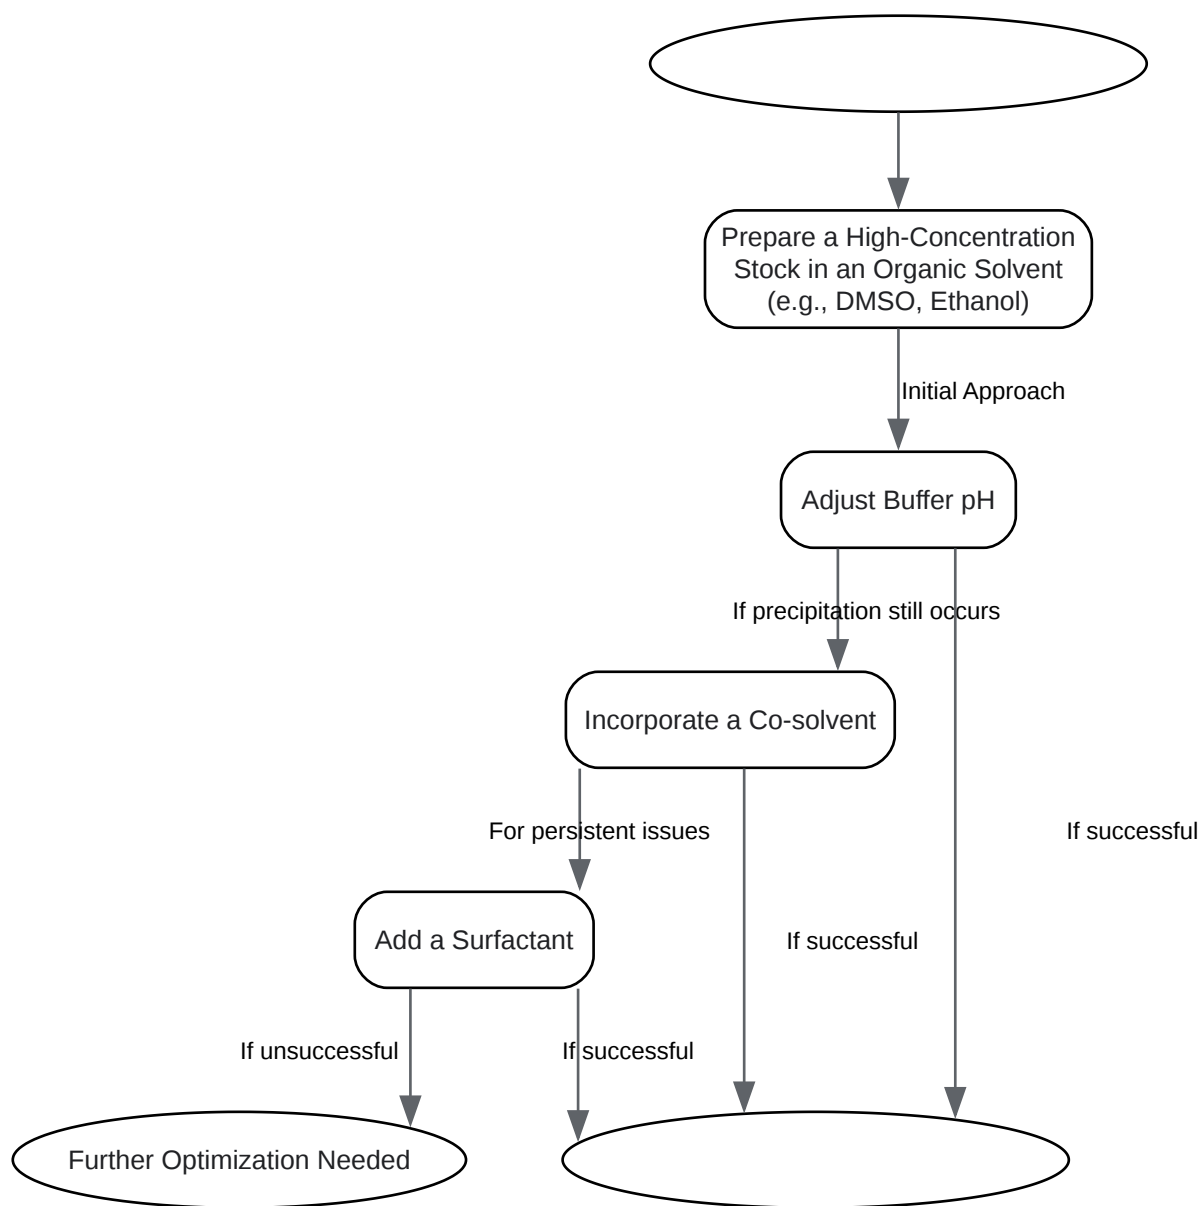 Prepare a High-Concentration
Stock in an Organic Solvent
(e.g., DMSO, Ethanol)
Initial Approach
Adjust Buffer pH
If precipitation still occurs
Incorporate a Co-solvent
For persistent issues
If successful
Add a Surfactant
If successful
If unsuccessful
If successful
Further Optimization Needed